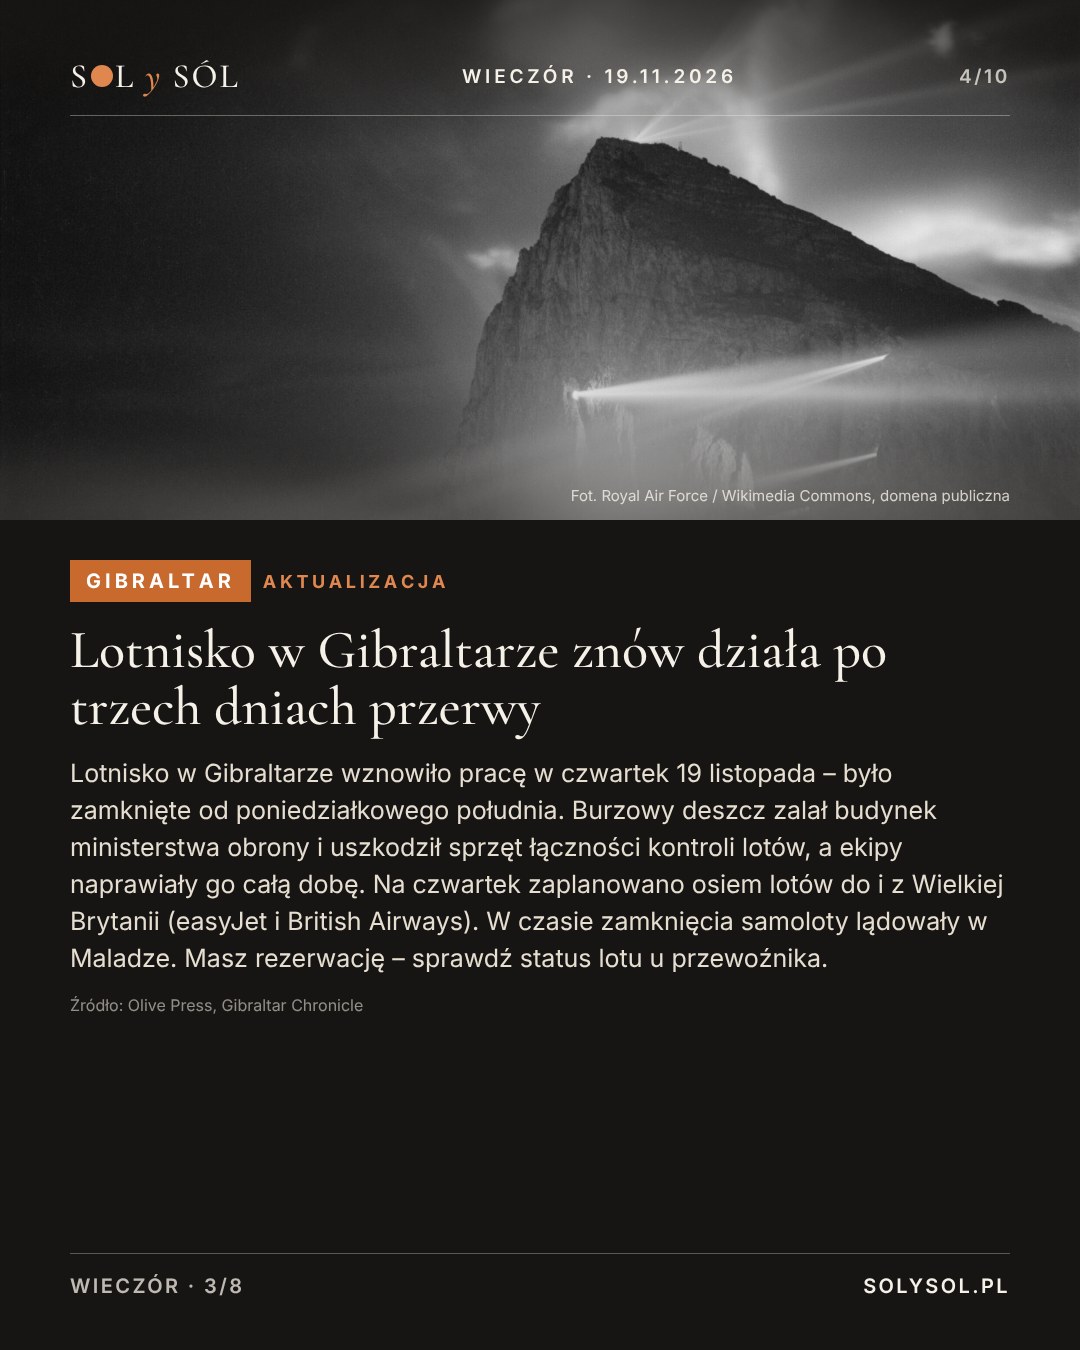 SOL y SÓL
WIECZÓR · 19.11.2026
4/10
Fot. Royal Air Force / Wikimedia Commons, domena publiczna
GIBRALTAR
AKTUALIZACJA
Lotnisko w Gibraltarze znów działa po
trzech dniach przerwy
Lotnisko w Gibraltarze wznowiło pracę w czwartek 19 listopada – było
zamknięte od poniedziałkowego południa. Burzowy deszcz zalał budynek
ministerstwa obrony i uszkodził sprzęt łączności kontroli lotów, a ekipy
naprawiały go całą dobę. Na czwartek zaplanowano osiem lotów do i z Wielkiej
Brytanii (easyJet i British Airways). W czasie zamknięcia samoloty lądowały w
Maladze. Masz rezerwację – sprawdź status lotu u przewoźnika.
Źródło: Olive Press, Gibraltar Chronicle
WIECZÓR · 3/8
SOLYSOL.PL